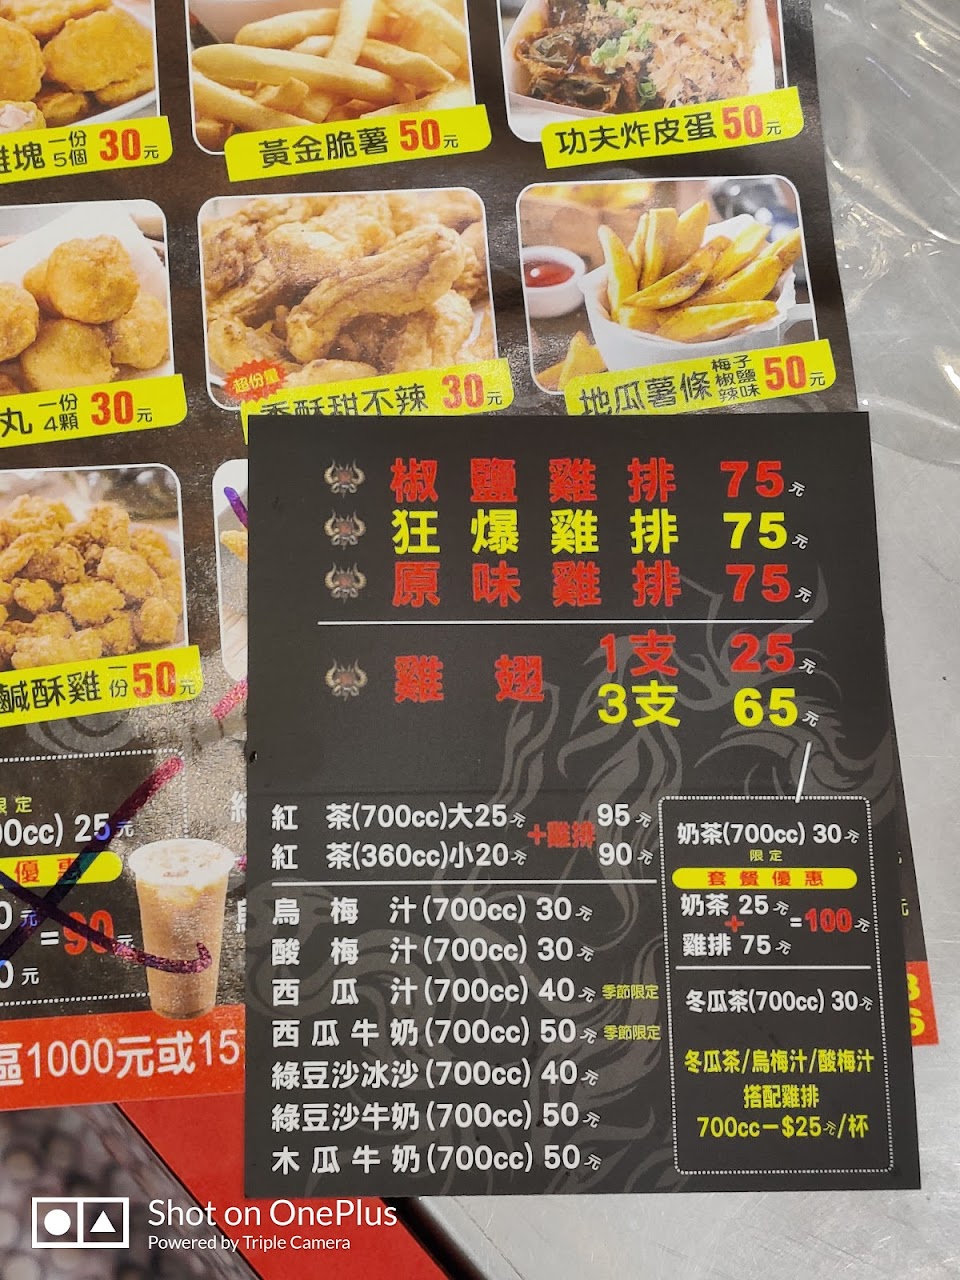 塊 一份 5個 30元
黃金脆薯 50元
功夫炸皮蛋 50元
丸 一份 4顆 30元
超份量
香酥甜不辣 30元
地瓜薯條 梅子 椒鹽 辣味 50元
鹹酥雞 一份 50元
椒鹽雞排 75元
狂爆雞排 75元
原味雞排 75元
雞翅 1支 25元
3支 65元
紅茶(700cc)大25元 95元
+雞排
紅茶(360cc)小20元 90元
烏梅汁(700cc) 30元
酸梅汁(700cc) 30元
西瓜汁(700cc) 40元 季節限定
西瓜牛奶(700cc) 50元 季節限定
綠豆沙冰沙(700cc) 40元
綠豆沙牛奶(700cc) 50元
木瓜牛奶(700cc) 50元
奶茶(700cc) 30元
限定
套餐優惠
奶茶 25元
+ =100元
雞排 75元
冬瓜茶(700cc) 30元
冬瓜茶/烏梅汁/酸梅汁
搭配雞排
700cc－$25元/杯
限定
0cc) 25元
優惠
0元
=90元
0元
區1000元或15
Shot on OnePlus
Powered by Triple Camera